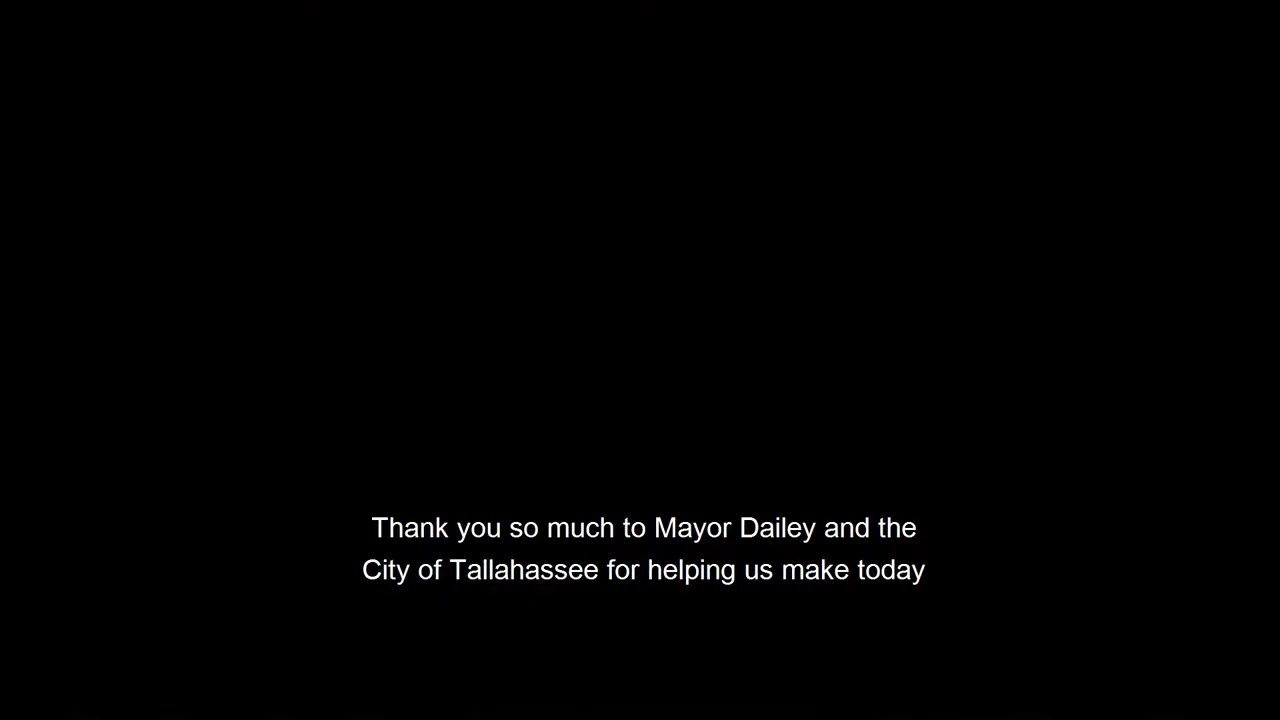 Thank you so much to Mayor Dailey and the
City of Tallahassee for helping us make today